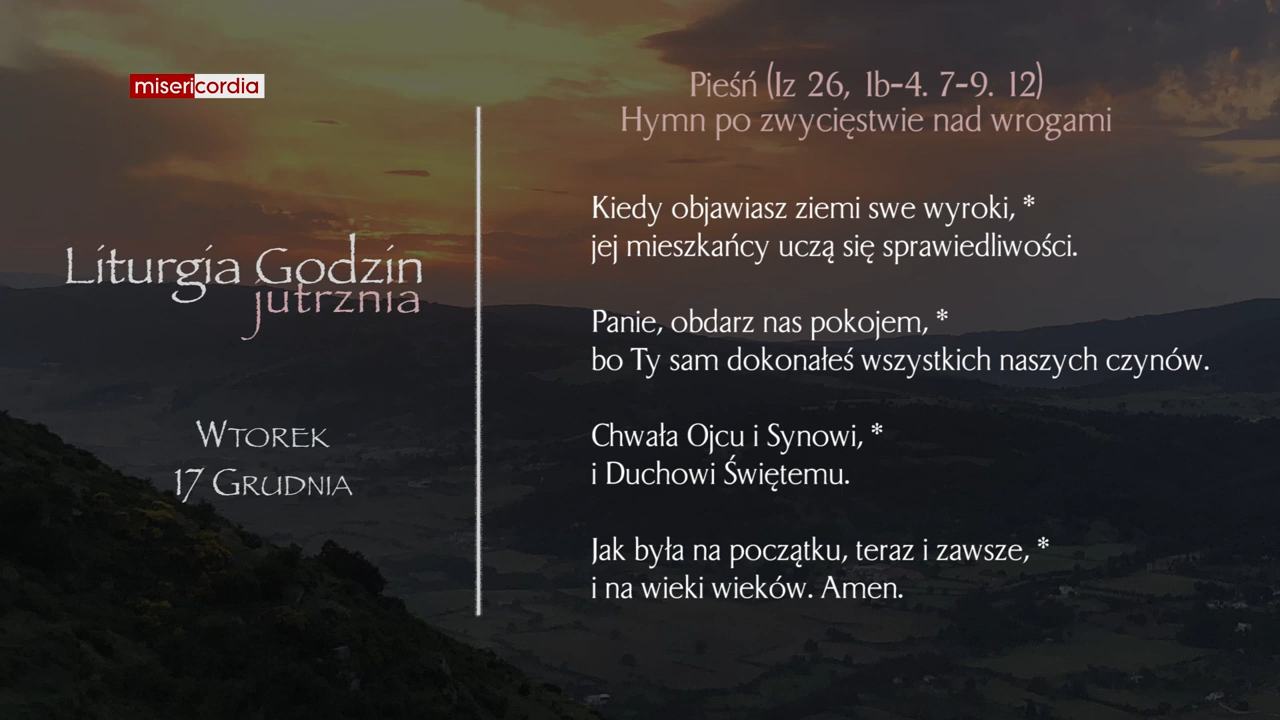 misericordia
Liturgia Godzin
jutrznia
Wtorek
17 Grudnia
Pieśń (Iz 26, 1b-4. 7-9. 12)
Hymn po zwycięstwie nad wrogami
Kiedy objawiasz ziemi swe wyroki, *
jej mieszkańcy uczą się sprawiedliwości.
Panie, obdarz nas pokojem, *
bo Ty sam dokonałeś wszystkich naszych czynów.
Chwała Ojcu i Synowi, *
i Duchowi Świętemu.
Jak była na początku, teraz i zawsze, *
i na wieki wieków. Amen.